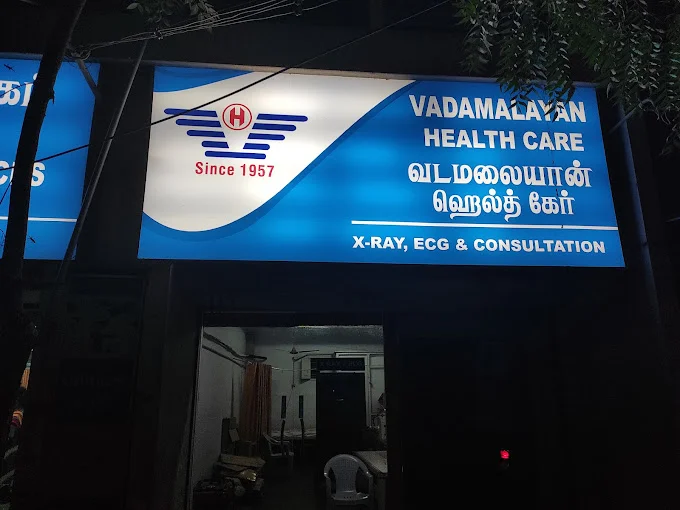 H
Since 1957
VADAMALAYAN
HEALTH CARE
வடமலையான்
ஹெல்த் கேர்
X-RAY, ECG & CONSULTATION